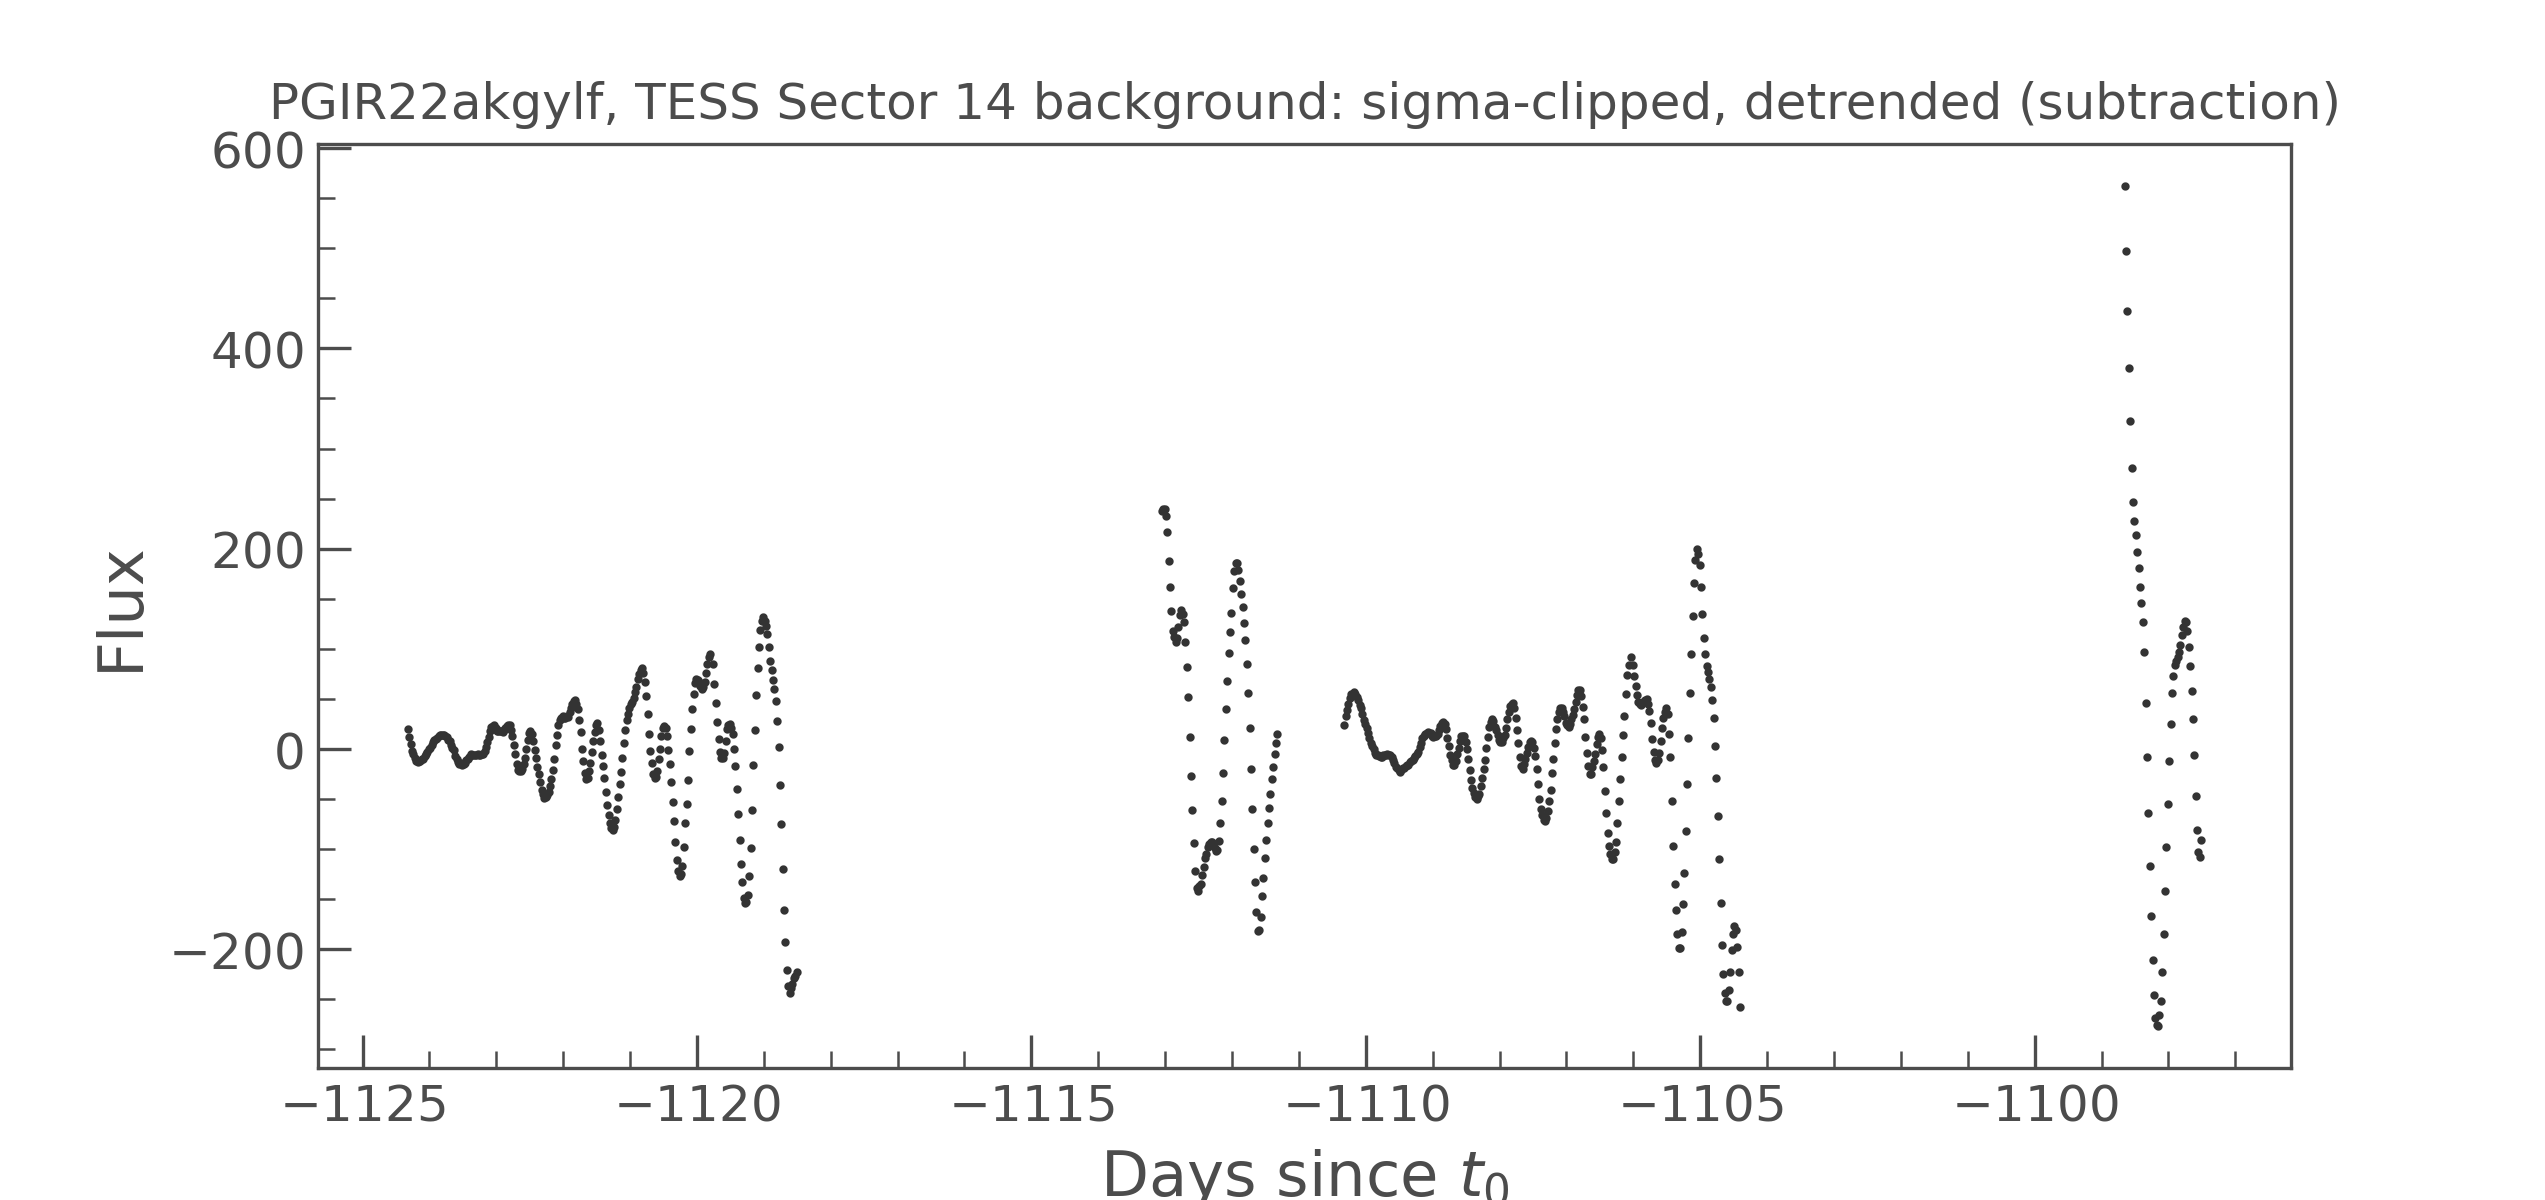 PGIR22akgylf, TESS Sector 14 background: sigma-clipped, detrended (subtraction)
600
400
200
0
−200
Flux
−1125 −1120 −1115 −1110 −1105 −1100
Days since t₀